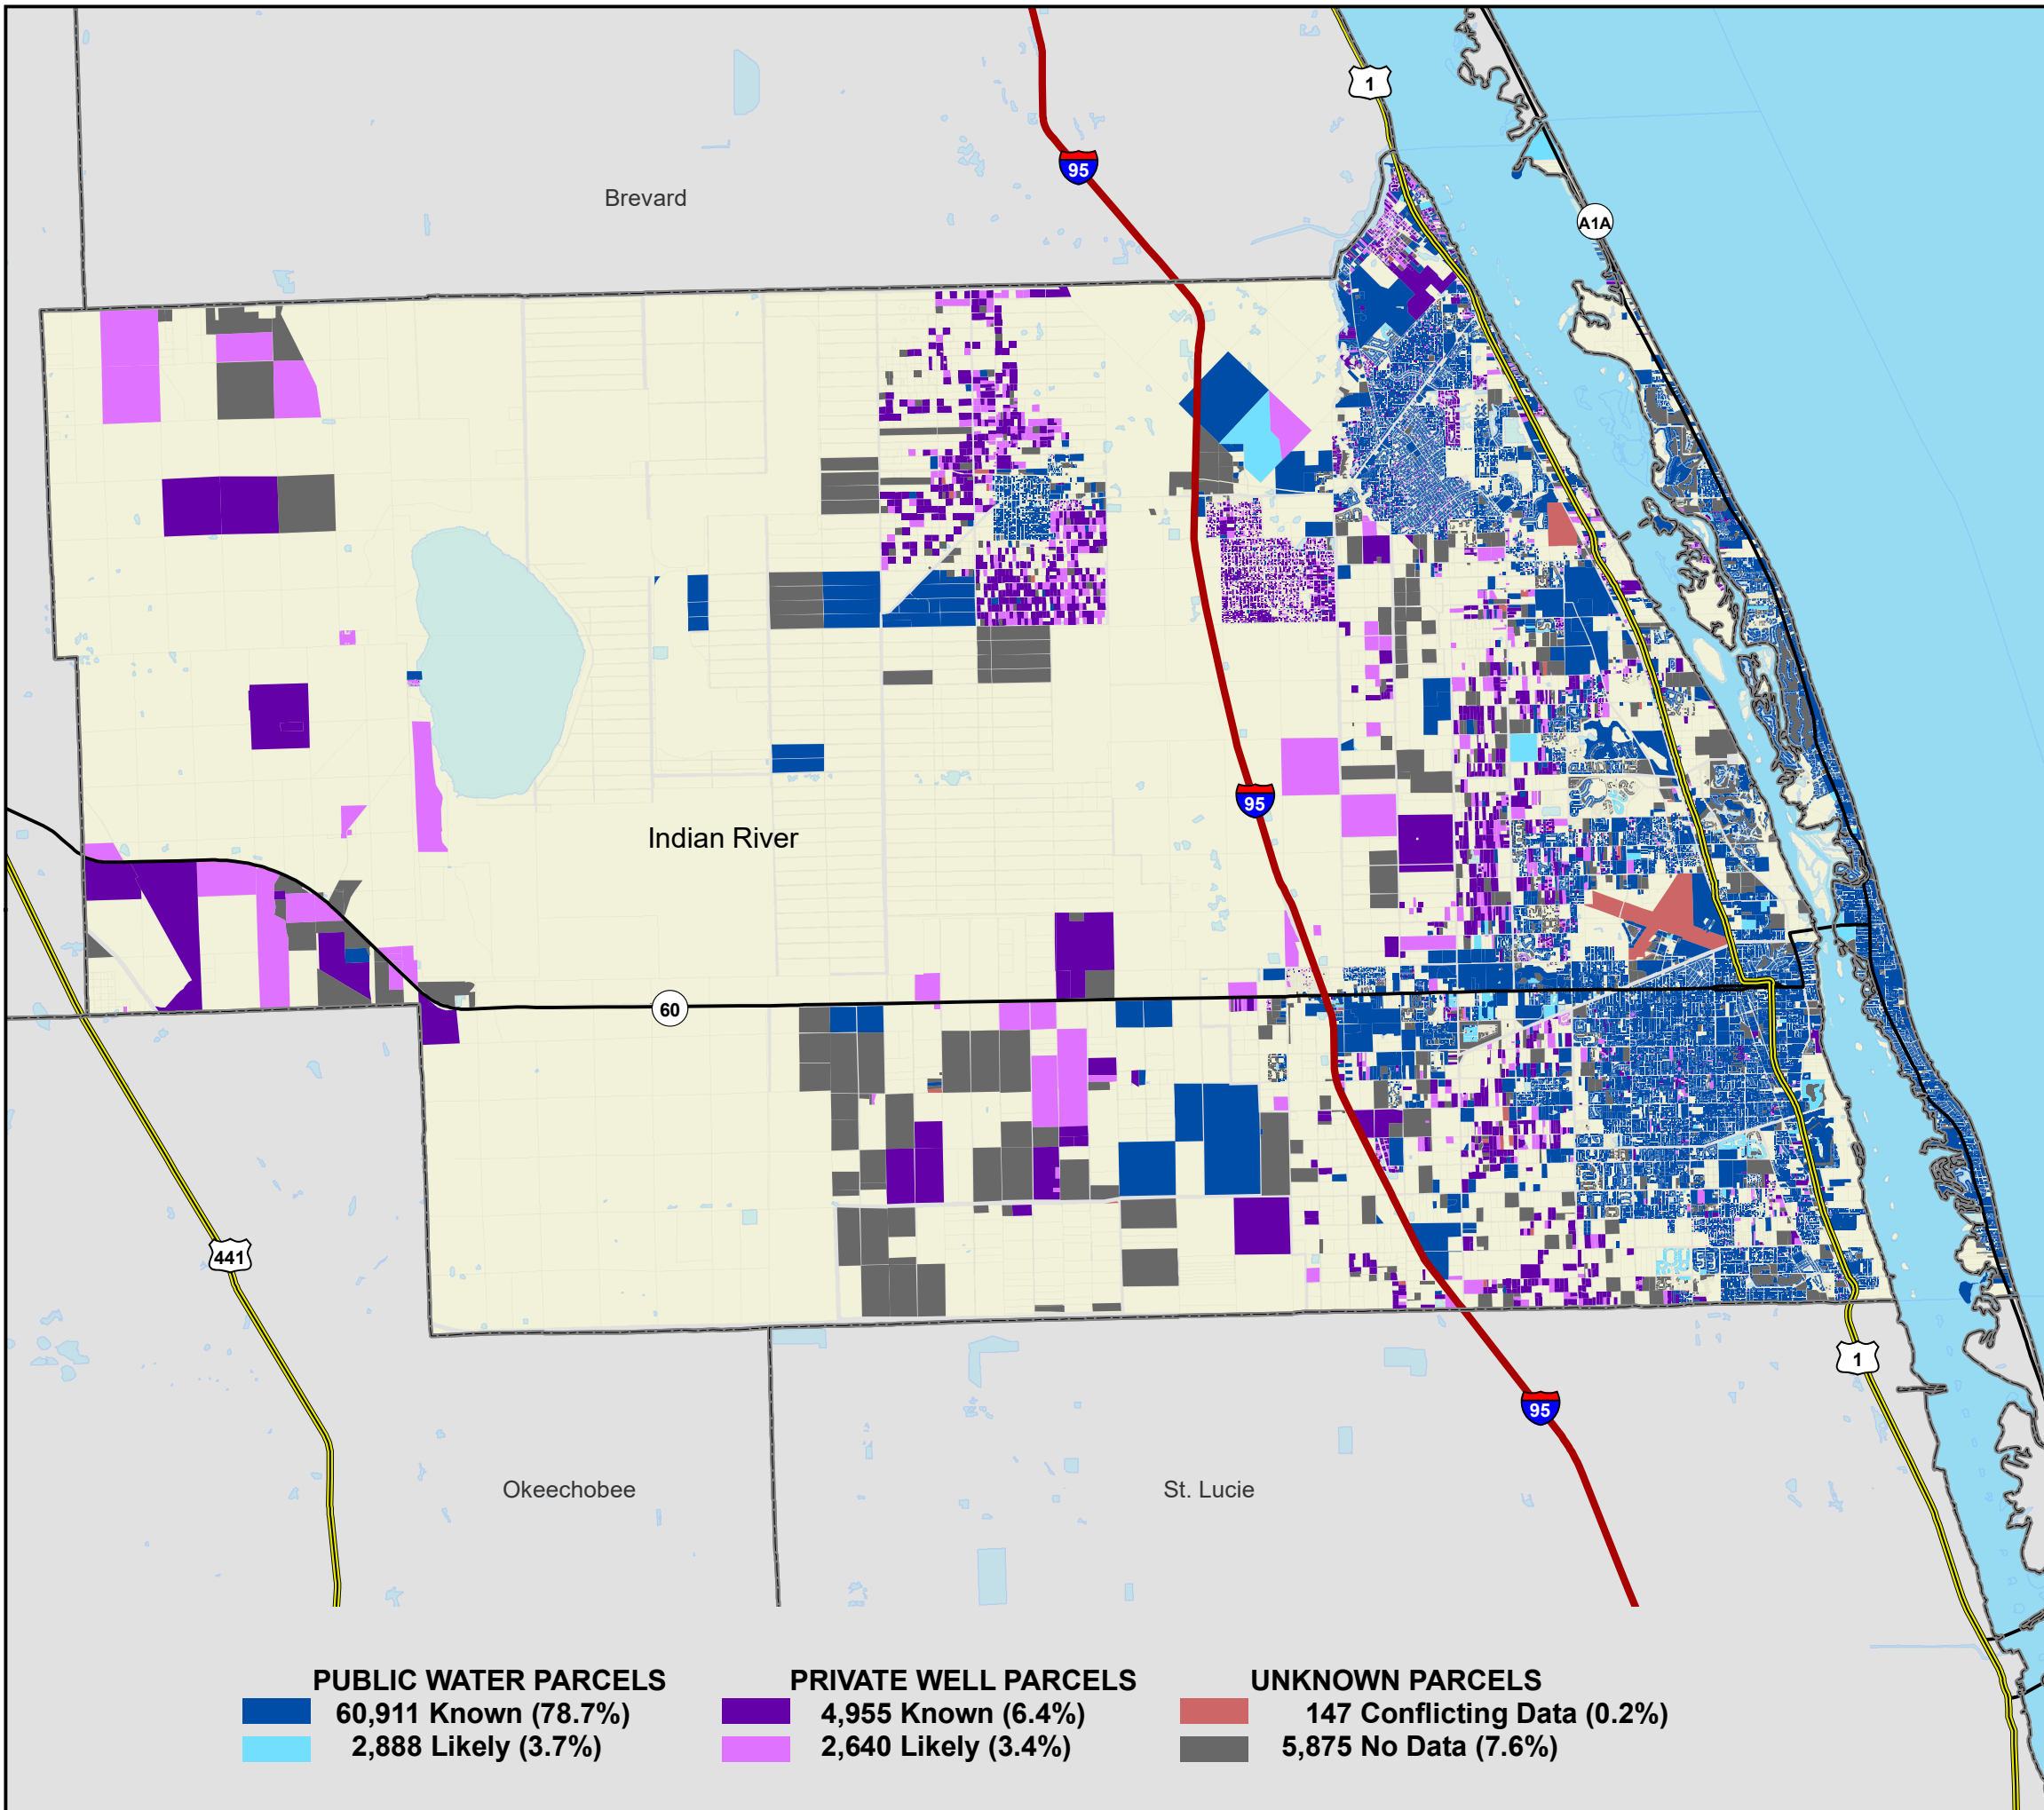 1
95
Brevard
A1A
95
Indian River
60
441
1
95
Okeechobee
St. Lucie
PUBLIC WATER PARCELS
60,911 Known (78.7%)
2,888 Likely (3.7%)
PRIVATE WELL PARCELS
4,955 Known (6.4%)
2,640 Likely (3.4%)
UNKNOWN PARCELS
147 Conflicting Data (0.2%)
5,875 No Data (7.6%)